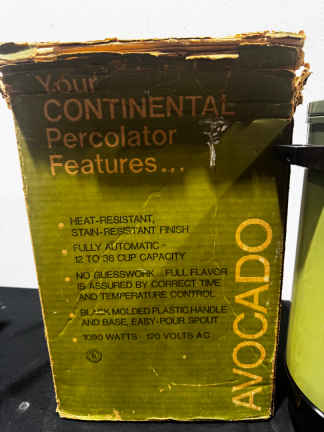 Your
CONTINENTAL
Percolator
Features...
• HEAT-RESISTANT,
STAIN-RESISTANT FINISH
• FULLY AUTOMATIC -
12 TO 36 CUP CAPACITY
• NO GUESSWORK... FULL FLAVOR
IS ASSURED BY CORRECT TIME
AND TEMPERATURE CONTROL
• BLACK MOLDED PLASTIC HANDLE
AND BASE, EASY-POUR SPOUT
• 1090 WATTS - 120 VOLTS AC
AVOCADO